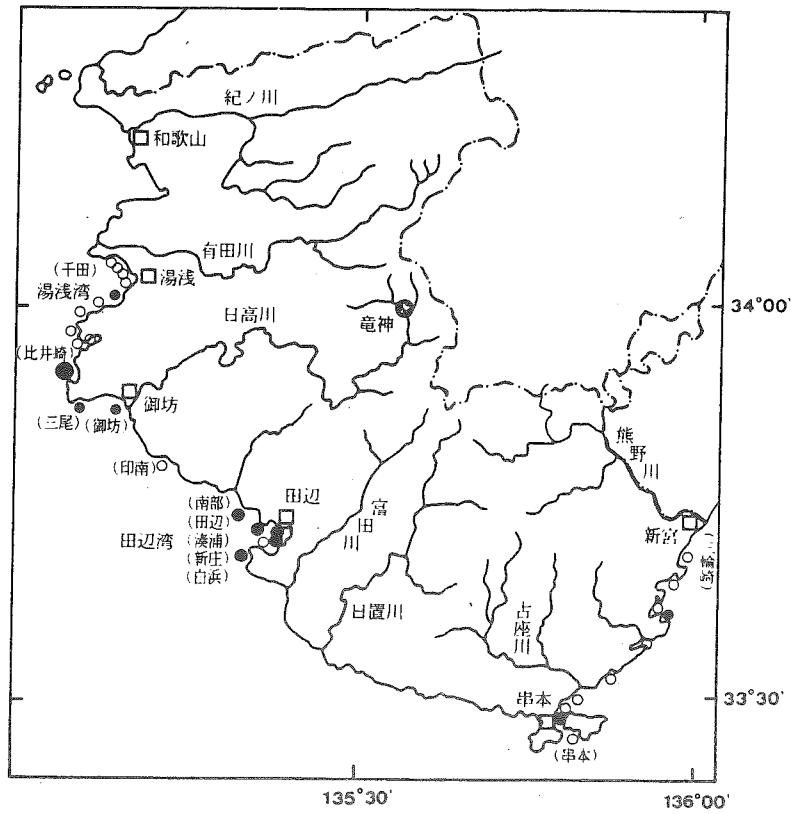 紀ノ川
和歌山
有田川
(千田)
湯浅
湯浅湾
34°00'
日高川
竜神
(比井崎)
御坊
(三尾)
(御坊)
熊野川
(印南)
(南部)
田辺
富田川
(田辺)
田辺湾
(湊浦)
新宮
(新庄)
(白浜)
日置川
古座川
串本
33°30'
(串本)
135°30'
136°00'